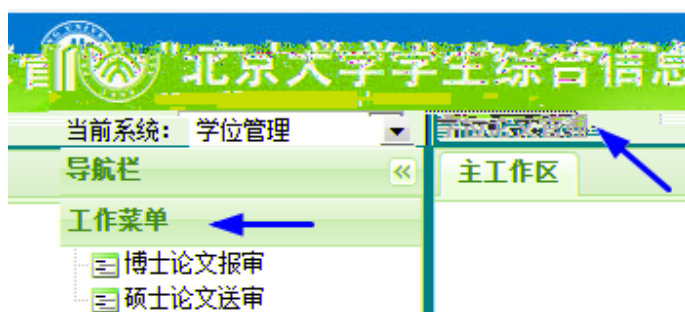 北京大学学生综合信息
当前系统： 学位管理
导航栏
主工作区
工作菜单
博士论文报审
硕士论文送审